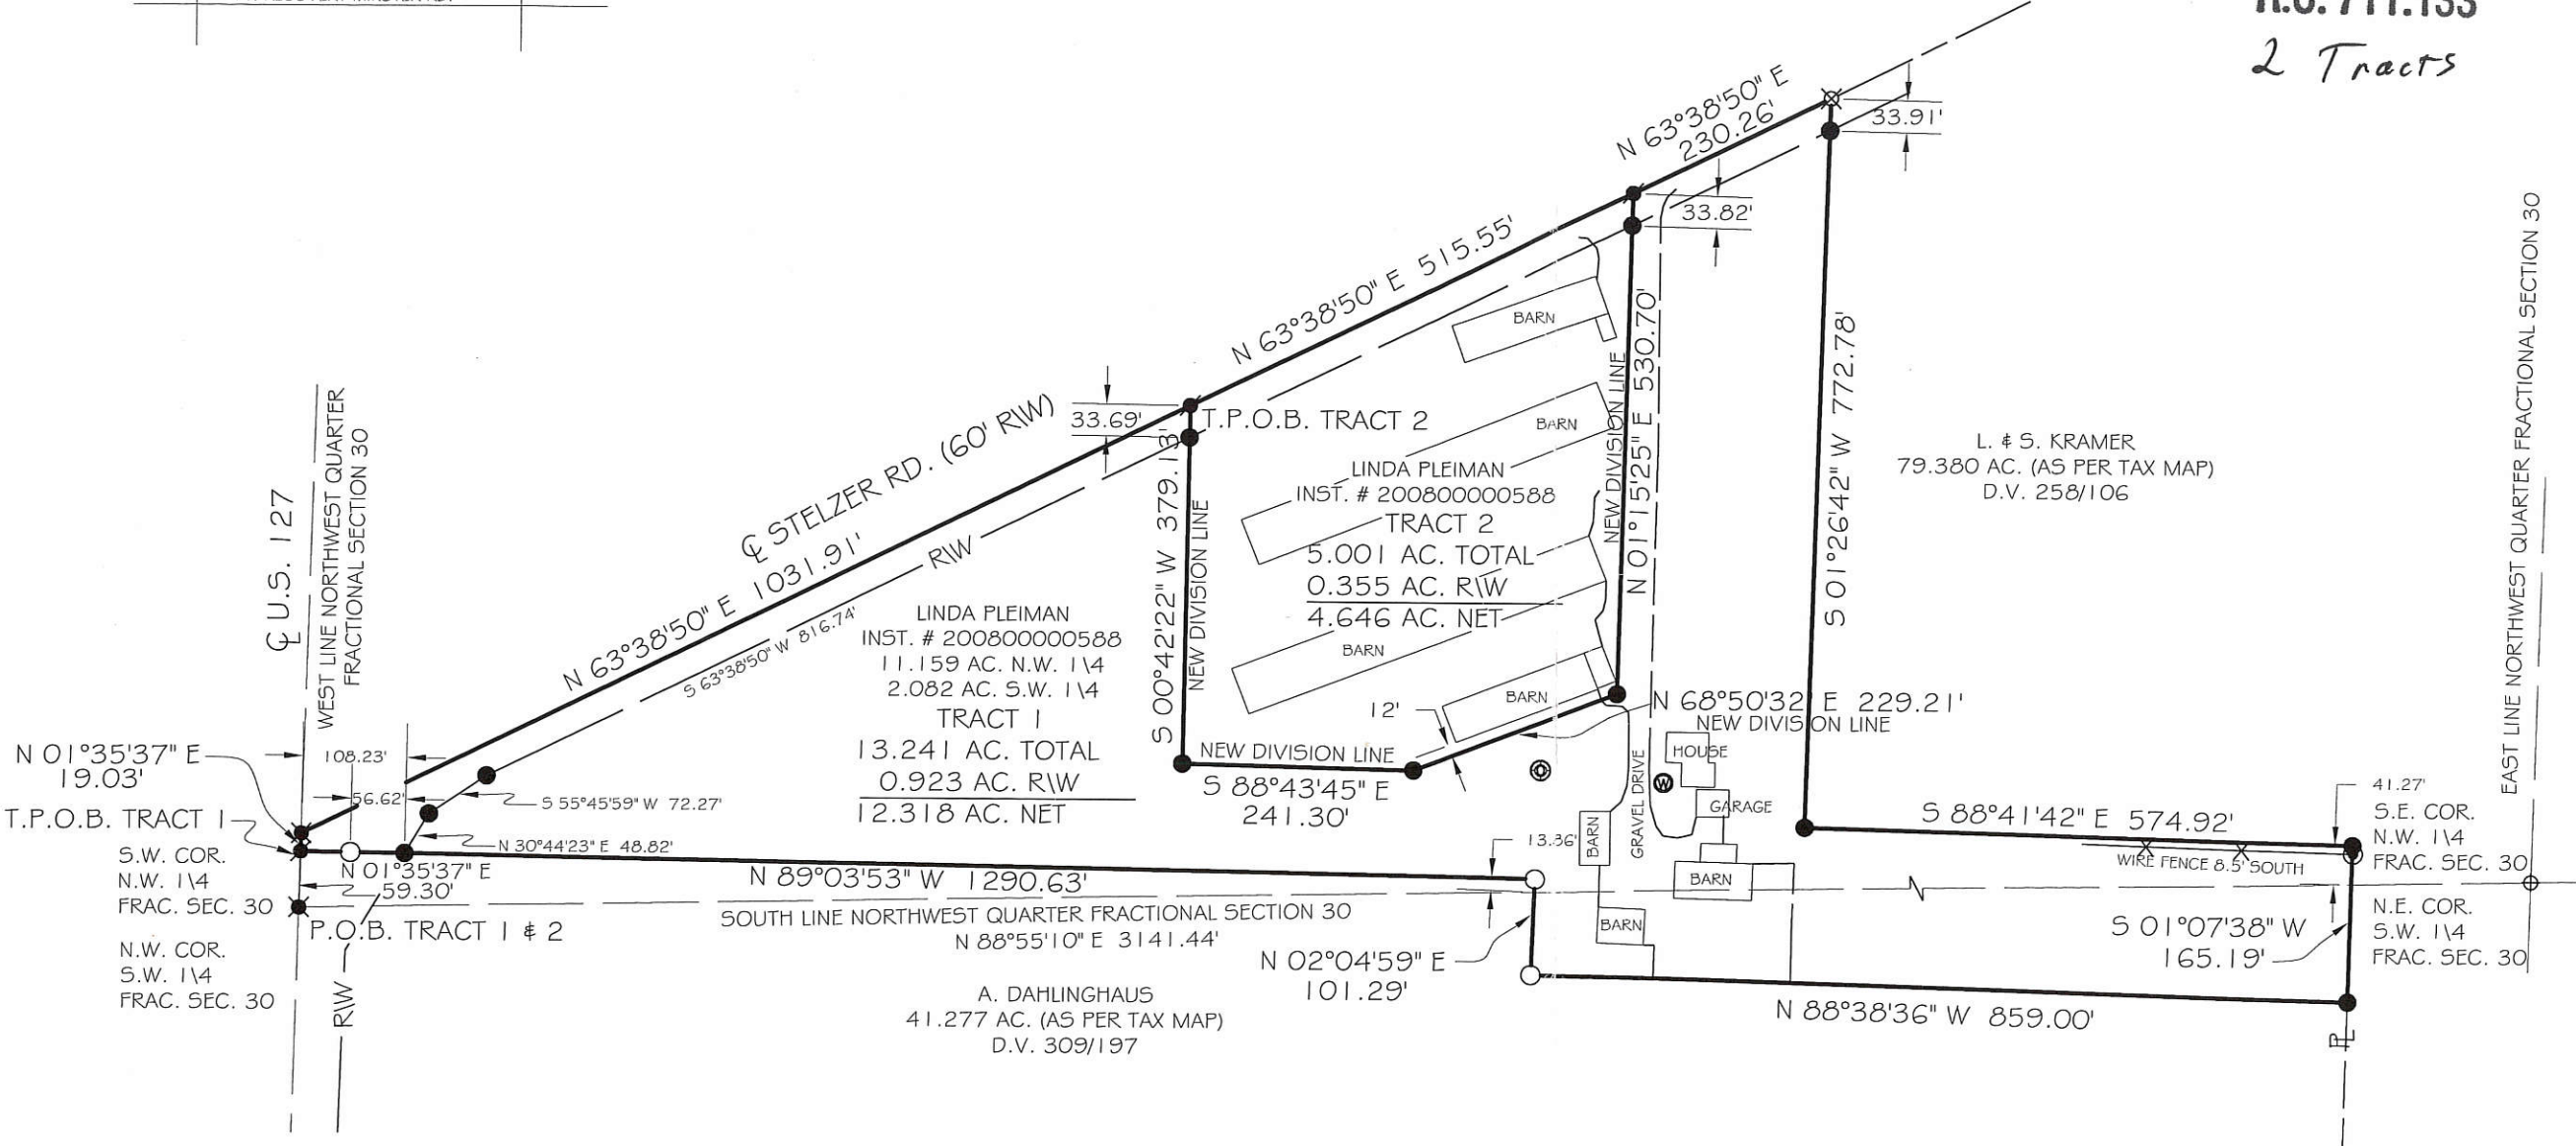 2 Tracts
N 63°38'50" E
230.26'
33.91'
33.82'
N 63°38'50" E 515.55'
33.69'
T.P.O.B. TRACT 2
℄ STELZER RD. (60' R\W)
N 63°38'50" E 1031.91'
S 63°38'50" W 816.74'
R\W
℄ U.S. 127
WEST LINE NORTHWEST QUARTER
FRACTIONAL SECTION 30
EAST LINE NORTHWEST QUARTER FRACTIONAL SECTION 30
BARN
BARN
LINDA PLEIMAN
INST. # 200800000588
TRACT 2
5.001 AC. TOTAL
0.355 AC. R\W
4.646 AC. NET
BARN
BARN
S 00°42'22" W 379.13'
NEW DIVISION LINE
NEW DIVISION LINE
N 01°15'25" E 530.70'
S 01°26'42" W 772.78'
L. & S. KRAMER
79.380 AC. (AS PER TAX MAP)
D.V. 258/106
LINDA PLEIMAN
INST. # 200800000588
11.159 AC. N.W. 1\4
2.082 AC. S.W. 1\4
TRACT 1
13.241 AC. TOTAL
0.923 AC. R\W
12.318 AC. NET
12'
N 68°50'32" E 229.21'
NEW DIVISION LINE
NEW DIVISION LINE
S 88°43'45" E
241.30'
HOUSE
W
GARAGE
GRAVEL DRIVE
BARN
BARN
BARN
N 01°35'37" E
19.03'
T.P.O.B. TRACT 1
108.23'
56.62'
S 55°45'59" W 72.27'
N 30°44'23" E 48.82'
S.W. COR.
N.W. 1\4
FRAC. SEC. 30
N 01°35'37" E
59.30'
P.O.B. TRACT 1 & 2
N.W. COR.
S.W. 1\4
FRAC. SEC. 30
R\W
N 89°03'53" W 1290.63'
13.36'
SOUTH LINE NORTHWEST QUARTER FRACTIONAL SECTION 30
N 88°55'10" E 3141.44'
A. DAHLINGHAUS
41.277 AC. (AS PER TAX MAP)
D.V. 309/197
N 02°04'59" E
101.29'
S 88°41'42" E 574.92'
WIRE FENCE 8.5' SOUTH
41.27'
S.E. COR.
N.W. 1\4
FRAC. SEC. 30
N.E. COR.
S.W. 1\4
FRAC. SEC. 30
S 01°07'38" W
165.19'
N 88°38'36" W 859.00'
PL